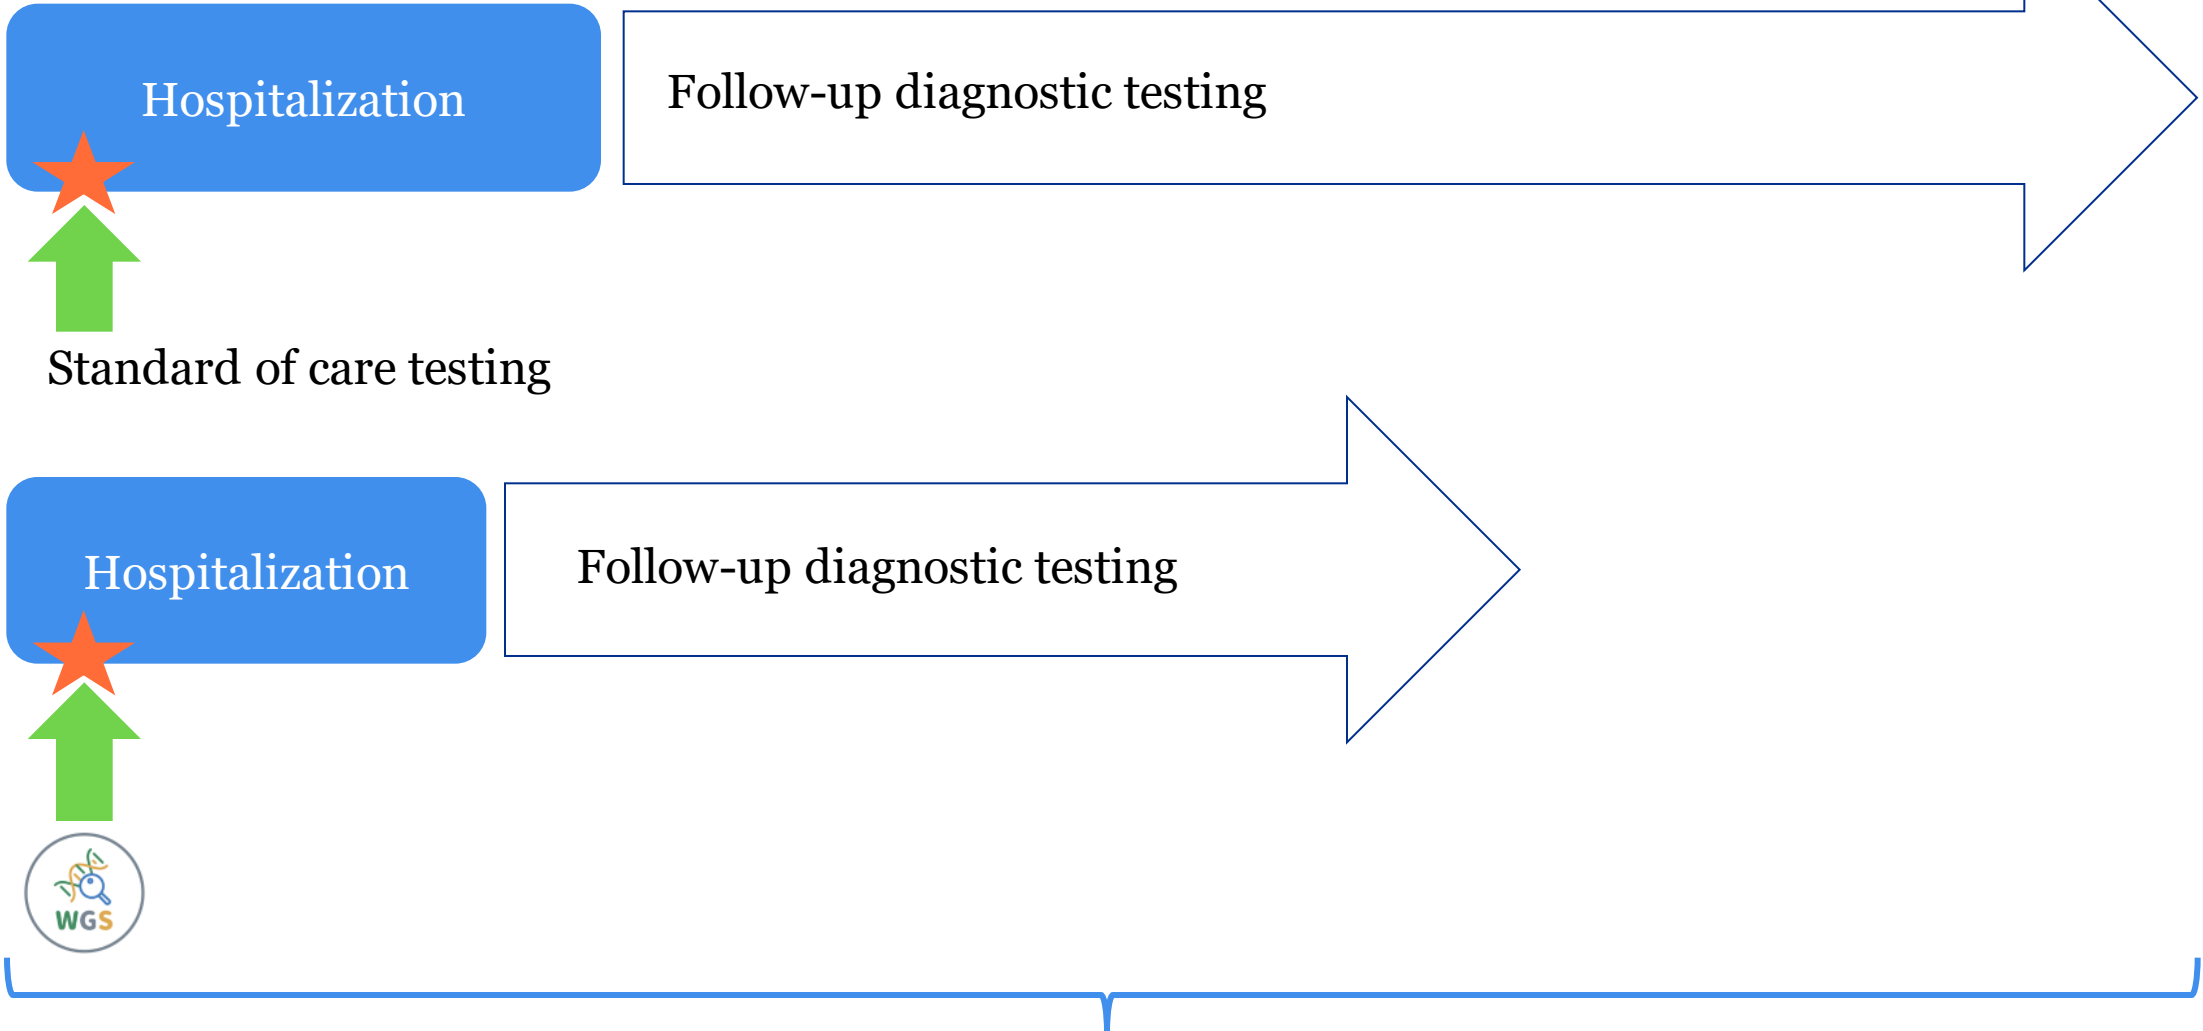 Hospitalization
Follow-up diagnostic testing
Standard of care testing
Hospitalization
Follow-up diagnostic testing
WGS